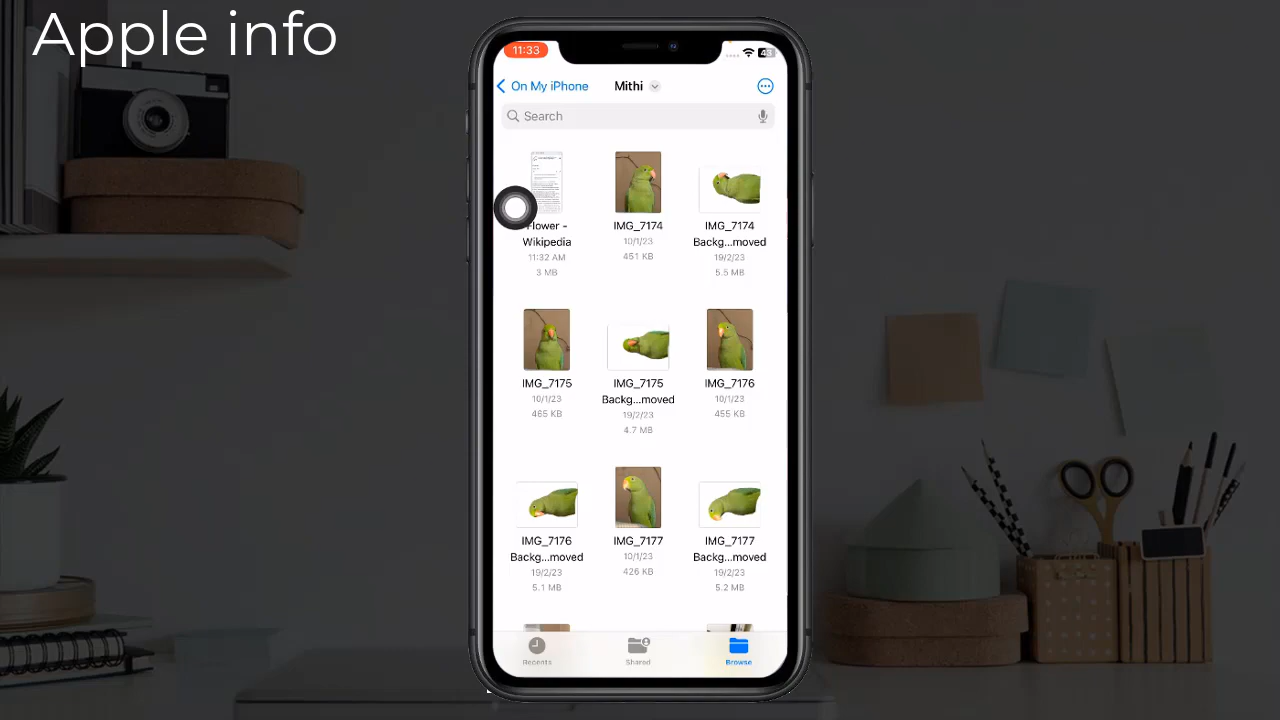 Apple info
11:33
43
On My iPhone
Mithi
Search
Flower -
Wikipedia
11:32 AM
3 MB
IMG_7174
10/1/23
451 KB
IMG_7174
Backg...moved
19/2/23
5.5 MB
IMG_7175
10/1/23
465 KB
IMG_7175
Backg...moved
19/2/23
4.7 MB
IMG_7176
10/1/23
455 KB
IMG_7176
Backg...moved
19/2/23
5.1 MB
IMG_7177
10/1/23
426 KB
IMG_7177
Backg...moved
19/2/23
5.2 MB
Recents
Shared
Browse